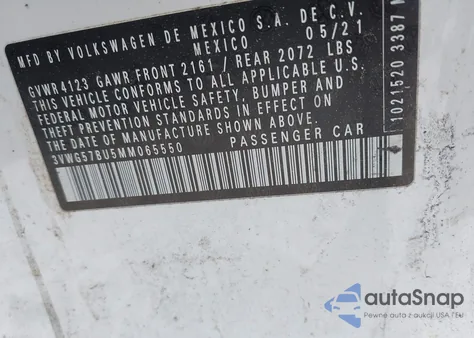 MFD BY VOLKSWAGEN DE MEXICO S.A. DE C.V.
MEXICO 05/21
GVWR4123 GAWR FRONT 2161 / REAR 2072 LBS
THIS VEHICLE CONFORMS TO ALL APPLICABLE U.S.
FEDERAL MOTOR VEHICLE SAFETY, BUMPER AND
THEFT PREVENTION STANDARDS IN EFFECT ON
THE DATE OF MANUFACTURE SHOWN ABOVE.
3VWG57BU5MM065550 PASSENGER CAR
1021520 3387
autoSnap
Pewne auta z aukcji USA i EU